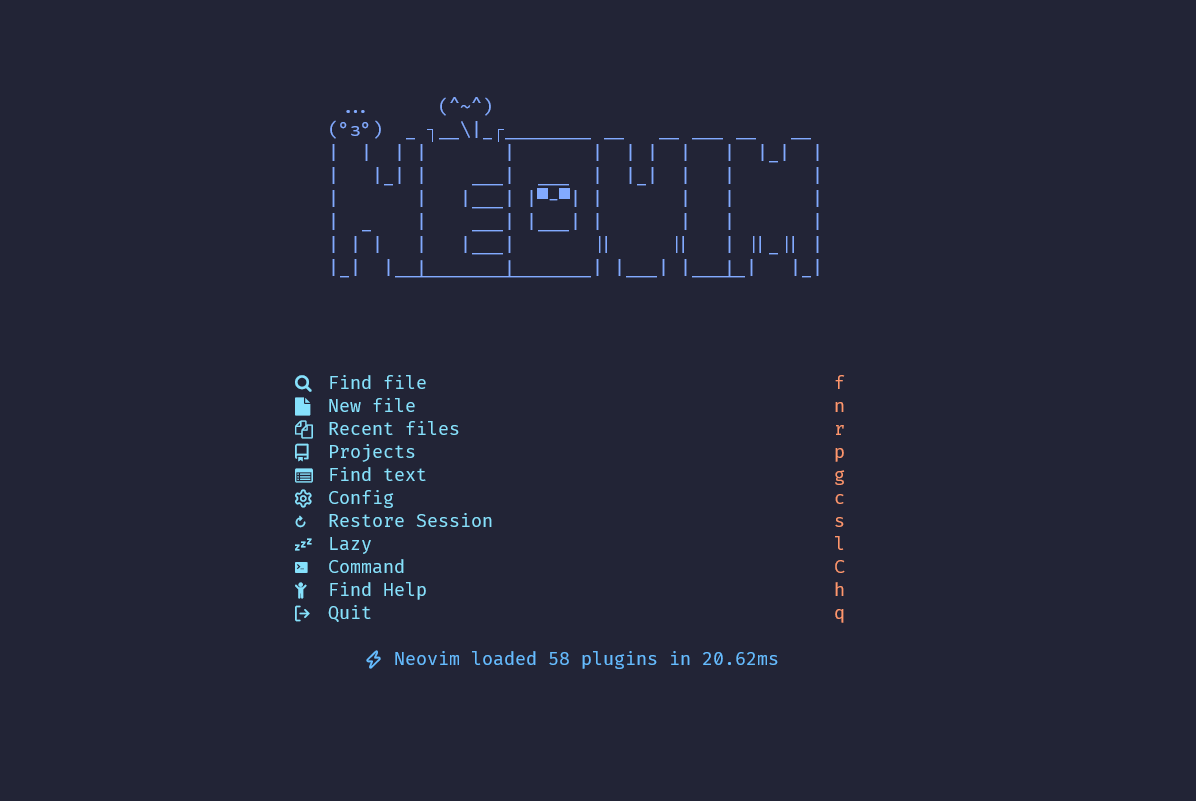 ... (^~^)
(°з°)
NEOVIM
Find file f
New file n
Recent files r
Projects p
Find text g
Config c
Restore Session s
Lazy l
Command C
Find Help h
Quit q
Neovim loaded 58 plugins in 20.62ms